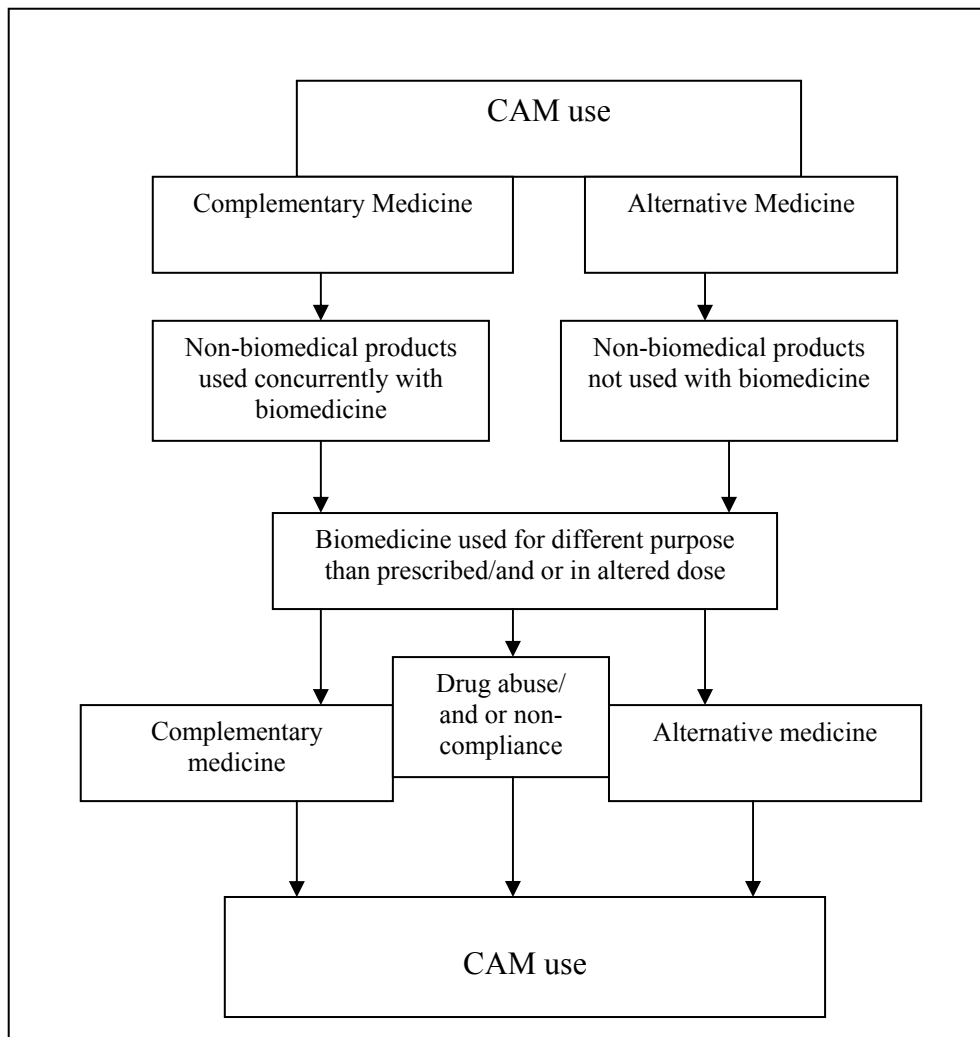 CAM use
Complementary Medicine
Alternative Medicine
Non-biomedical products
used concurrently with
biomedicine
Non-biomedical products
not used with biomedicine
Biomedicine used for different purpose
than prescribed/and or in altered dose
Complementary
medicine
Drug abuse/
and or non-
compliance
Alternative medicine
CAM use